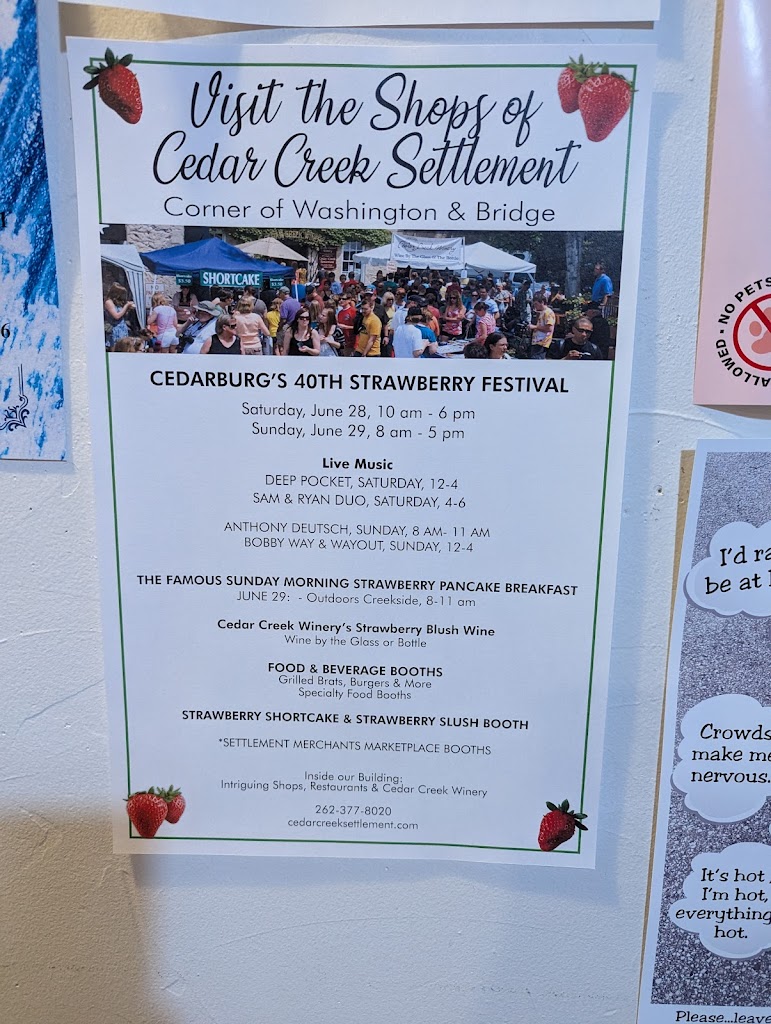 Visit the Shops of
Cedar Creek Settlement
Corner of Washington & Bridge
SHORTCAKE
CEDARBURG'S 40TH STRAWBERRY FESTIVAL
Saturday, June 28, 10 am - 6 pm
Sunday, June 29, 8 am - 5 pm
Live Music
DEEP POCKET, SATURDAY, 12-4
SAM & RYAN DUO, SATURDAY, 4-6
ANTHONY DEUTSCH, SUNDAY, 8 AM- 11 AM
BOBBY WAY & WAYOUT, SUNDAY, 12-4
THE FAMOUS SUNDAY MORNING STRAWBERRY PANCAKE BREAKFAST
JUNE 29:  - Outdoors Creekside, 8-11 am
Cedar Creek Winery's Strawberry Blush Wine
Wine by the Glass or Bottle
FOOD & BEVERAGE BOOTHS
Grilled Brats, Burgers & More
Specialty Food Booths
STRAWBERRY SHORTCAKE & STRAWBERRY SLUSH BOOTH
*SETTLEMENT MERCHANTS MARKETPLACE BOOTHS
Inside our Building:
Intriguing Shops, Restaurants & Cedar Creek Winery
262-377-8020
cedarcreeksettlement.com
6
• NO PETS
ALLOWED
I'd
be at
Crowds
make me
nervous.
It's hot
I'm hot,
everything
hot.
Please...leave